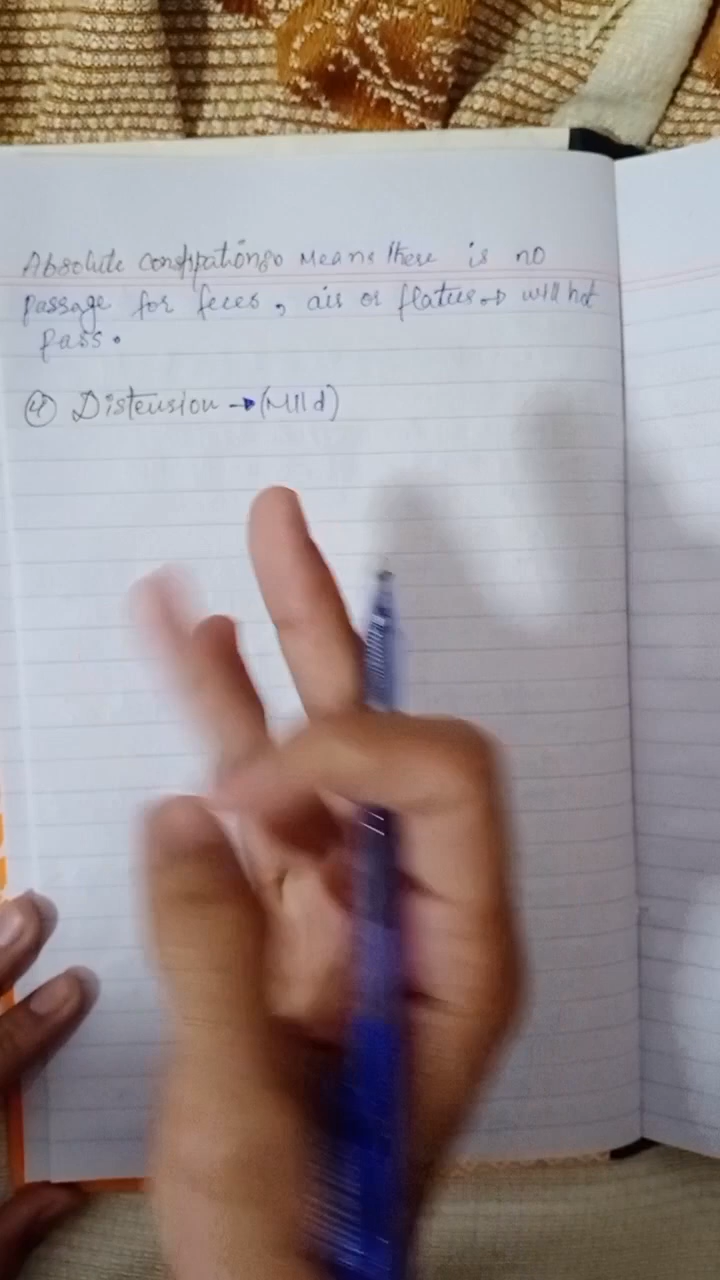 Absolute Constipation:o Means there is no
passage for feces, air or flatus → will not
pass.
④ Distension → (Mild)